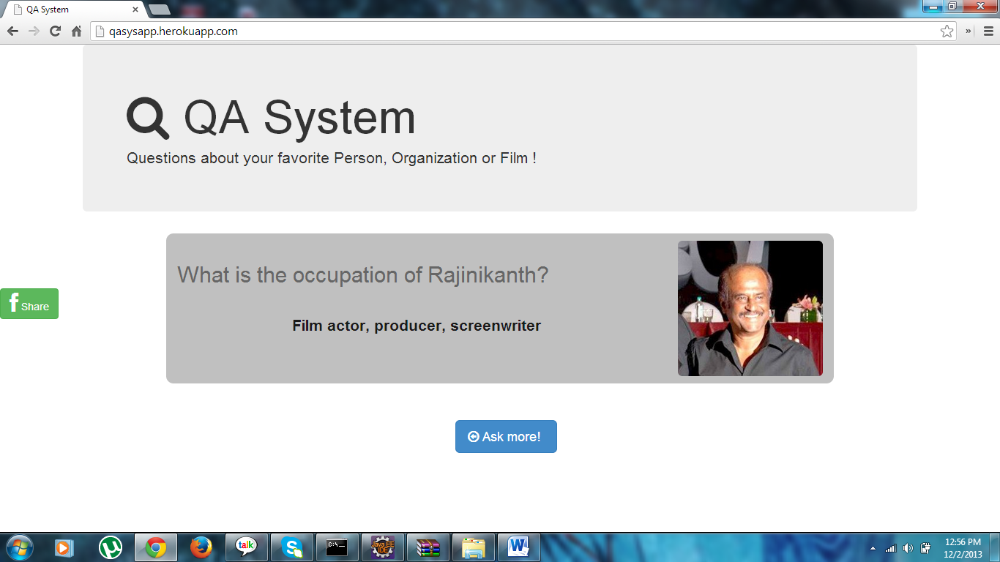 QA System
qasysapp.herokuapp.com
»
QA System
Questions about your favorite Person, Organization or Film !
What is the occupation of Rajinikanth?
Film actor, producer, screenwriter
f Share
Ask more!
talk
C:\_
Java EE
IDE
12:56 PM
12/2/2013